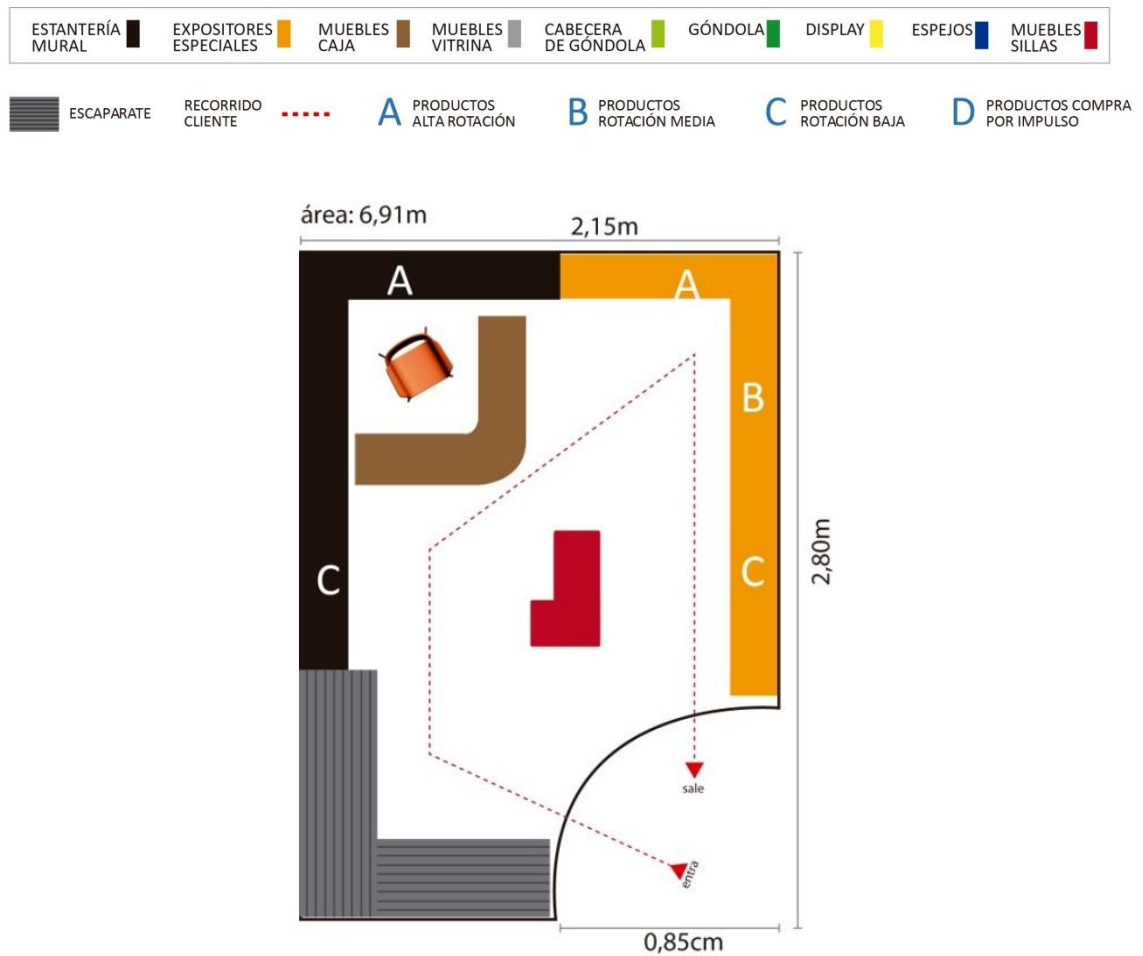 ESTANTERÍA
MURAL
EXPOSITORES
ESPECIALES
MUEBLES
CAJA
MUEBLES
VITRINA
CABECERA
DE GÓNDOLA
GÓNDOLA
DISPLAY
ESPEJOS
MUEBLES
SILLAS
ESCAPARATE
RECORRIDO
CLIENTE
A PRODUCTOS
ALTA ROTACIÓN
B PRODUCTOS
ROTACIÓN MEDIA
C PRODUCTOS
ROTACIÓN BAJA
D PRODUCTOS COMPRA
POR IMPULSO
área: 6,91m
2,15m
A
A
B
C
C
2,80m
sale
entra
0,85cm